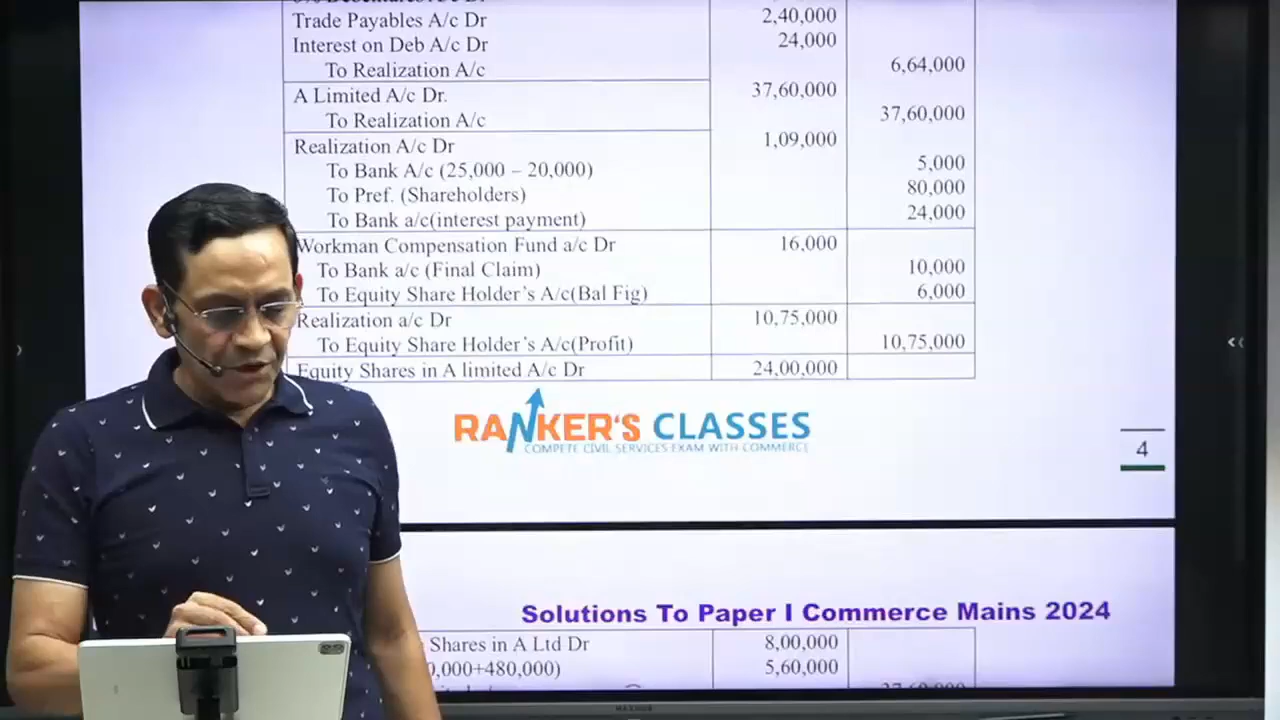 Trade Payables A/c Dr 2,40,000
Interest on Deb A/c Dr 24,000
To Realization A/c 6,64,000
A Limited A/c Dr. 37,60,000
To Realization A/c 37,60,000
Realization A/c Dr 1,09,000
To Bank A/c (25,000 – 20,000) 5,000
To Pref. (Shareholders) 80,000
To Bank a/c(interest payment) 24,000
Workman Compensation Fund a/c Dr 16,000
To Bank a/c (Final Claim) 10,000
To Equity Share Holder's A/c(Bal Fig) 6,000
Realization a/c Dr 10,75,000
To Equity Share Holder's A/c(Profit) 10,75,000
Equity Shares in A limited A/c Dr 24,00,000
RANKER'S CLASSES
COMPETE CIVIL SERVICES EXAM WITH COMMERCE
4
Solutions To Paper I Commerce Mains 2024
Shares in A Ltd Dr 8,00,000
0,000+480,000) 5,60,000